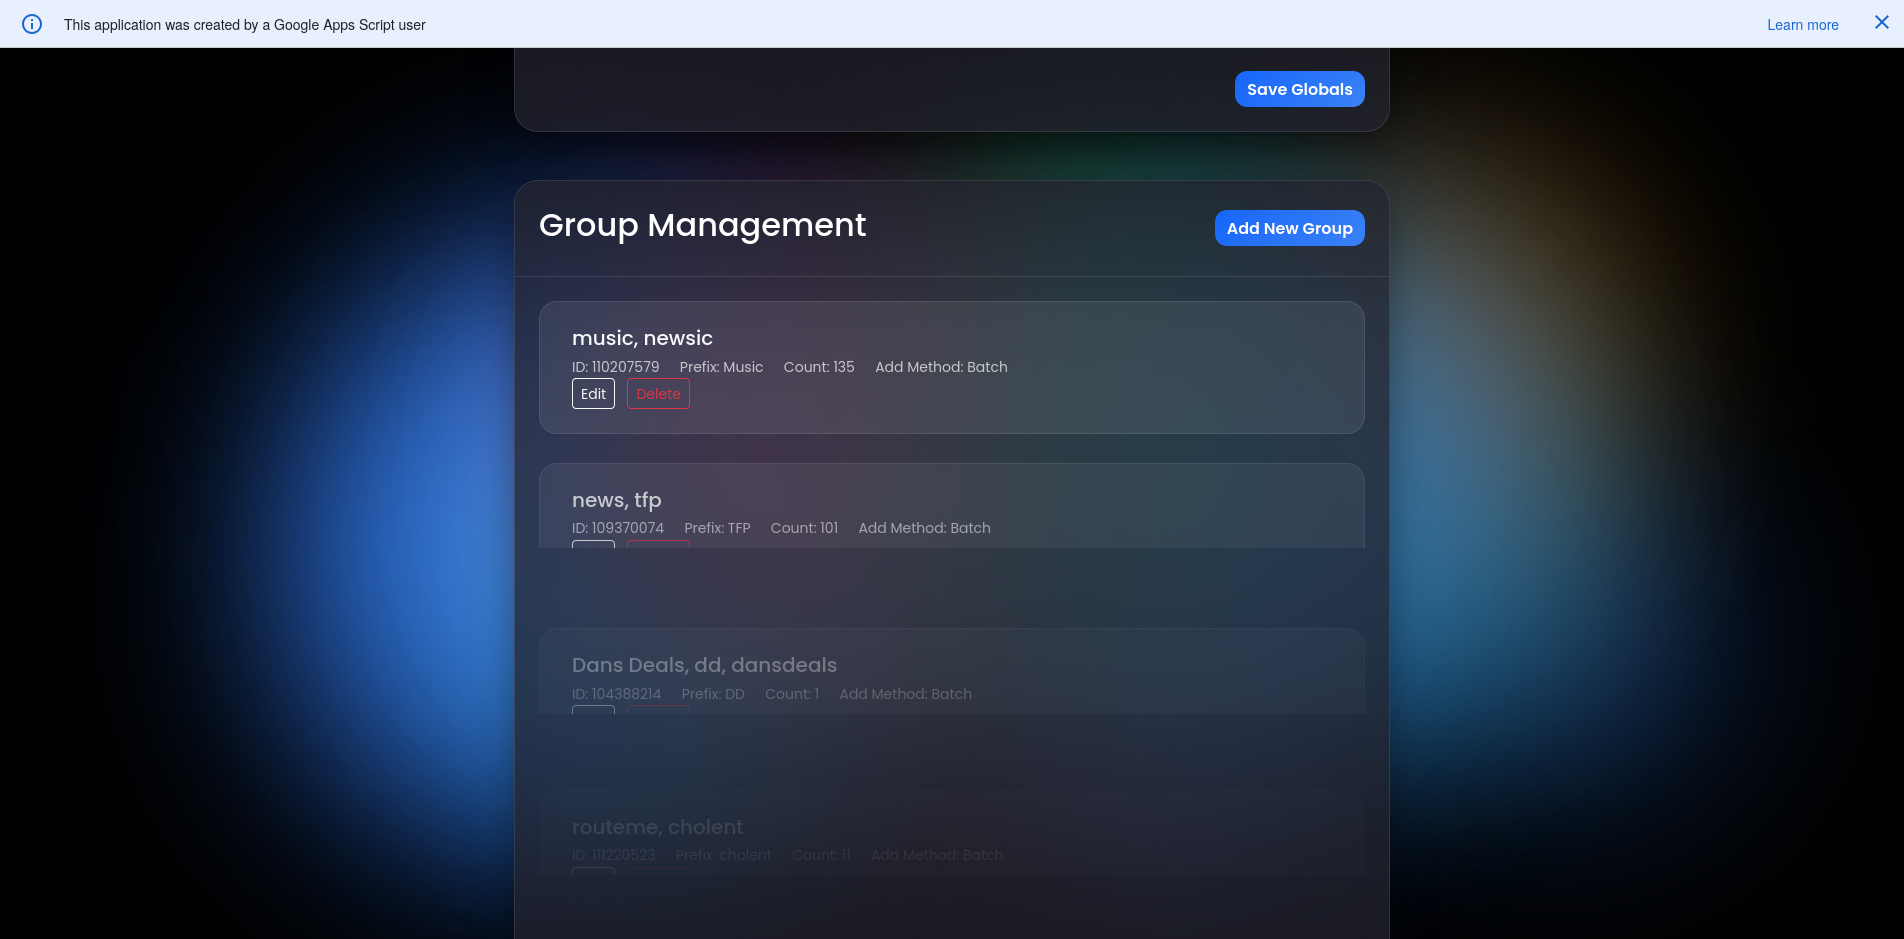 This application was created by a Google Apps Script user
Learn more
Save Globals
Group Management
Add New Group
music, newsic
ID: 110207579 Prefix: Music Count: 135 Add Method: Batch
Edit Delete
news, tfp
ID: 109370074 Prefix: TFP Count: 101 Add Method: Batch
Dans Deals, dd, dansdeals
ID: 104388214 Prefix: DD Count: 1 Add Method: Batch
routeme, cholent
ID: 111220523 Prefix: cholent Count: 11 Add Method: Batch